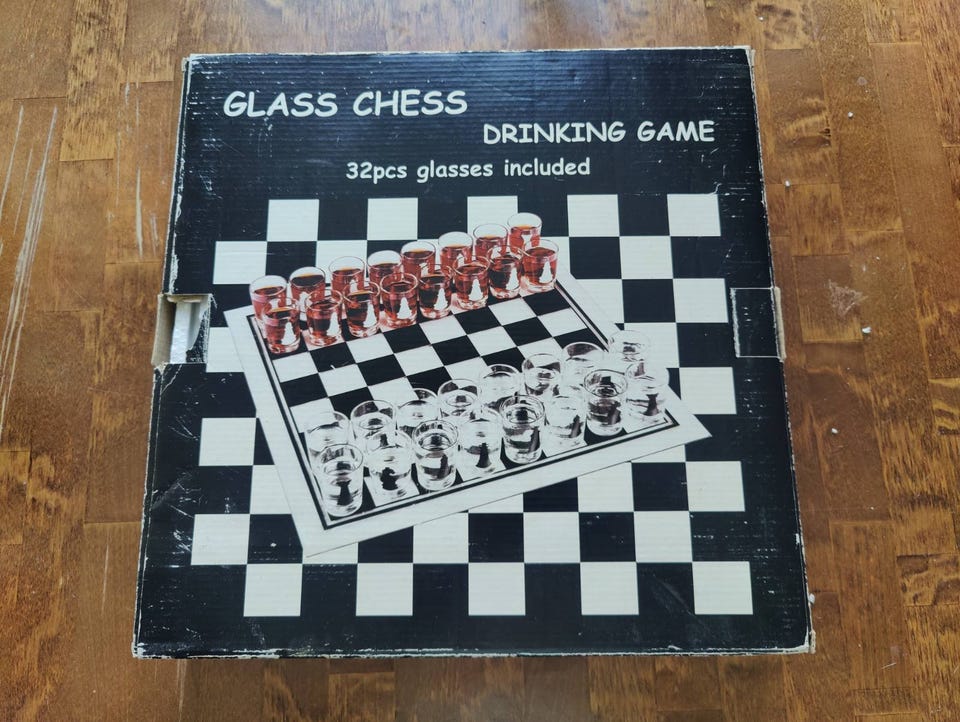 GLASS CHESS
DRINKING GAME
32pcs glasses included